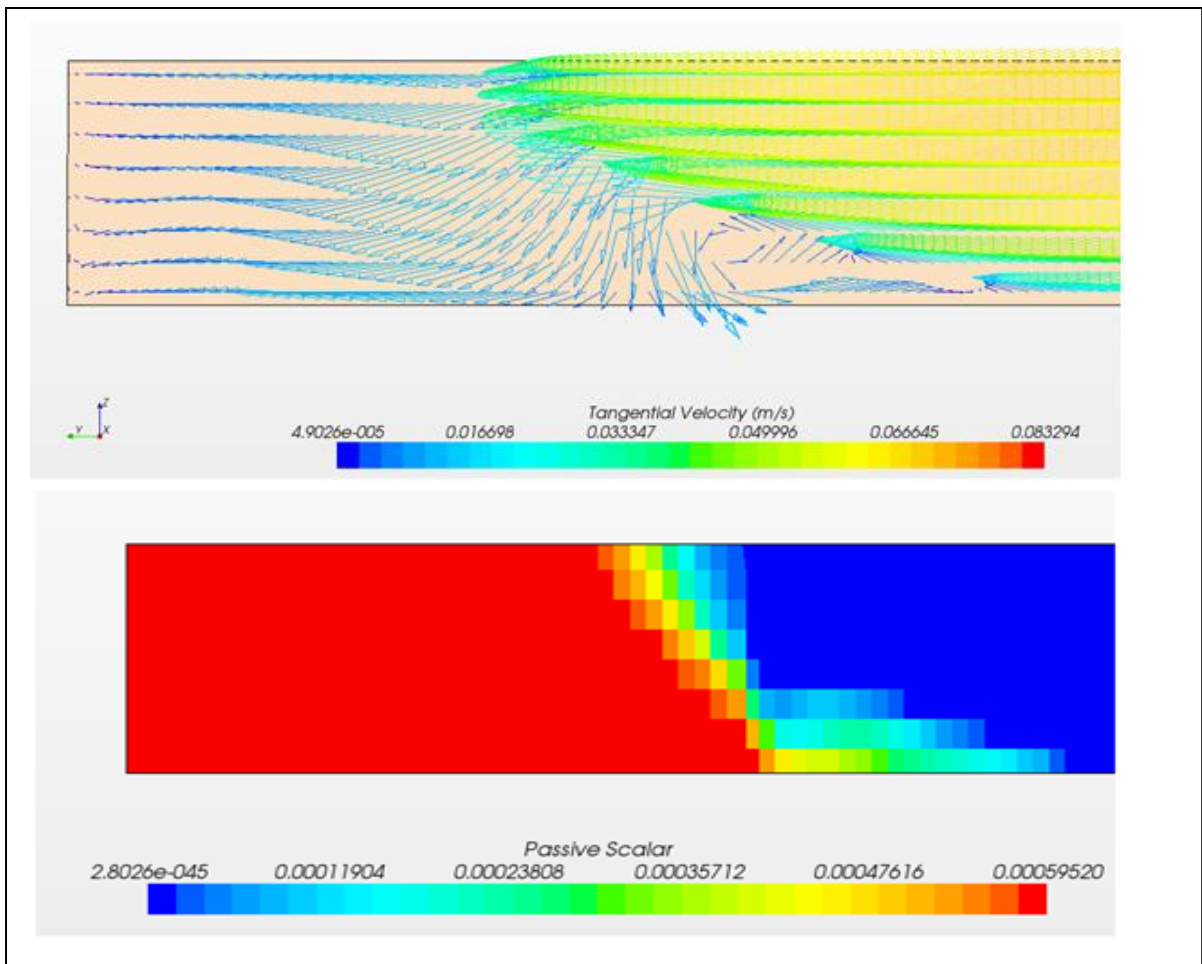 Z
Y
X
Tangential Velocity (m/s)
4.9026e-005 0.016698 0.033347 0.049996 0.066645 0.083294
Passive Scalar
2.8026e-045 0.00011904 0.00023808 0.00035712 0.00047616 0.00059520